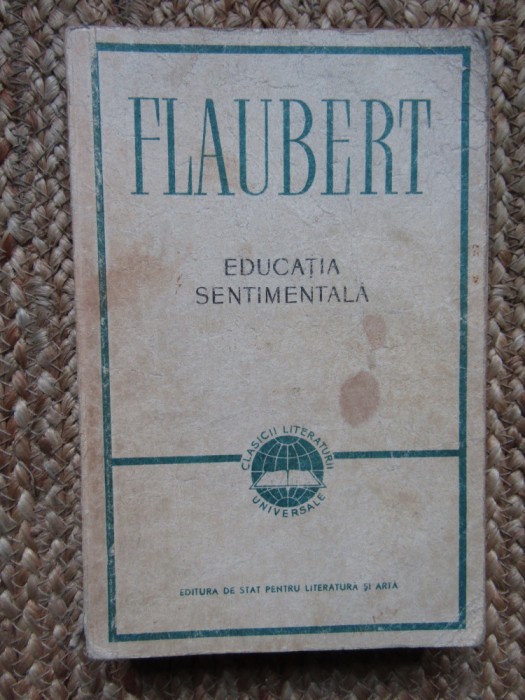 FLAUBERT
EDUCAȚIA
SENTIMENTALĂ
CLASICII LITERATURII
UNIVERSALE
EDITURA DE STAT PENTRU LITERATURĂ ȘI ARTĂ